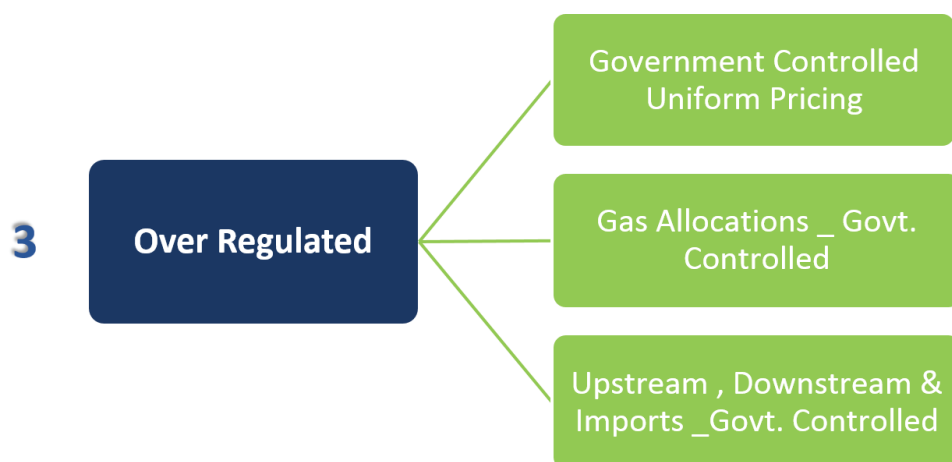 3
Over Regulated
Government Controlled
Uniform Pricing
Gas Allocations _ Govt.
Controlled
Upstream , Downstream &
Imports _Govt. Controlled